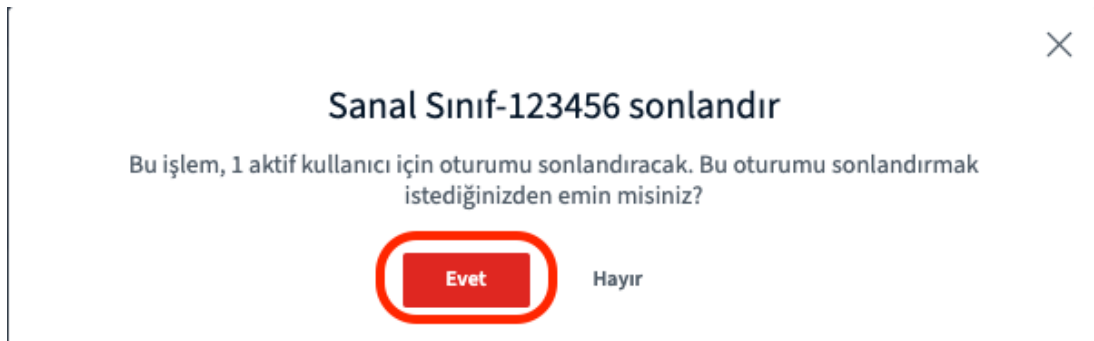 Sanal Sınıf-123456 sonlandır
Bu işlem, 1 aktif kullanıcı için oturumu sonlandıracak. Bu oturumu sonlandırmak
istediğinizden emin misiniz?
Evet Hayır